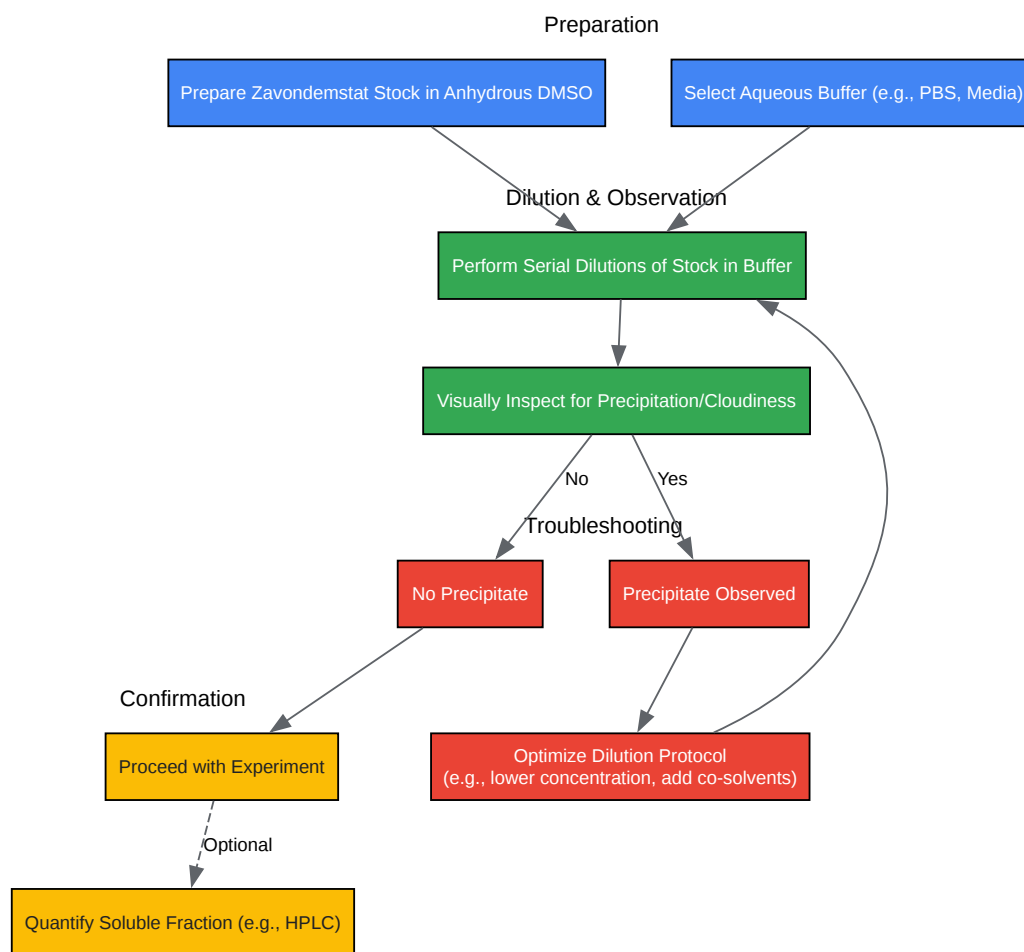 Preparation
Prepare Zavondemstat Stock in Anhydrous DMSO
Select Aqueous Buffer (e.g., PBS, Media)
Dilution & Observation
Perform Serial Dilutions of Stock in Buffer
Visually Inspect for Precipitation/Cloudiness
No
Yes
Troubleshooting
No Precipitate
Precipitate Observed
Confirmation
Proceed with Experiment
Optimize Dilution Protocol
(e.g., lower concentration, add co-solvents)
Optional
Quantify Soluble Fraction (e.g., HPLC)